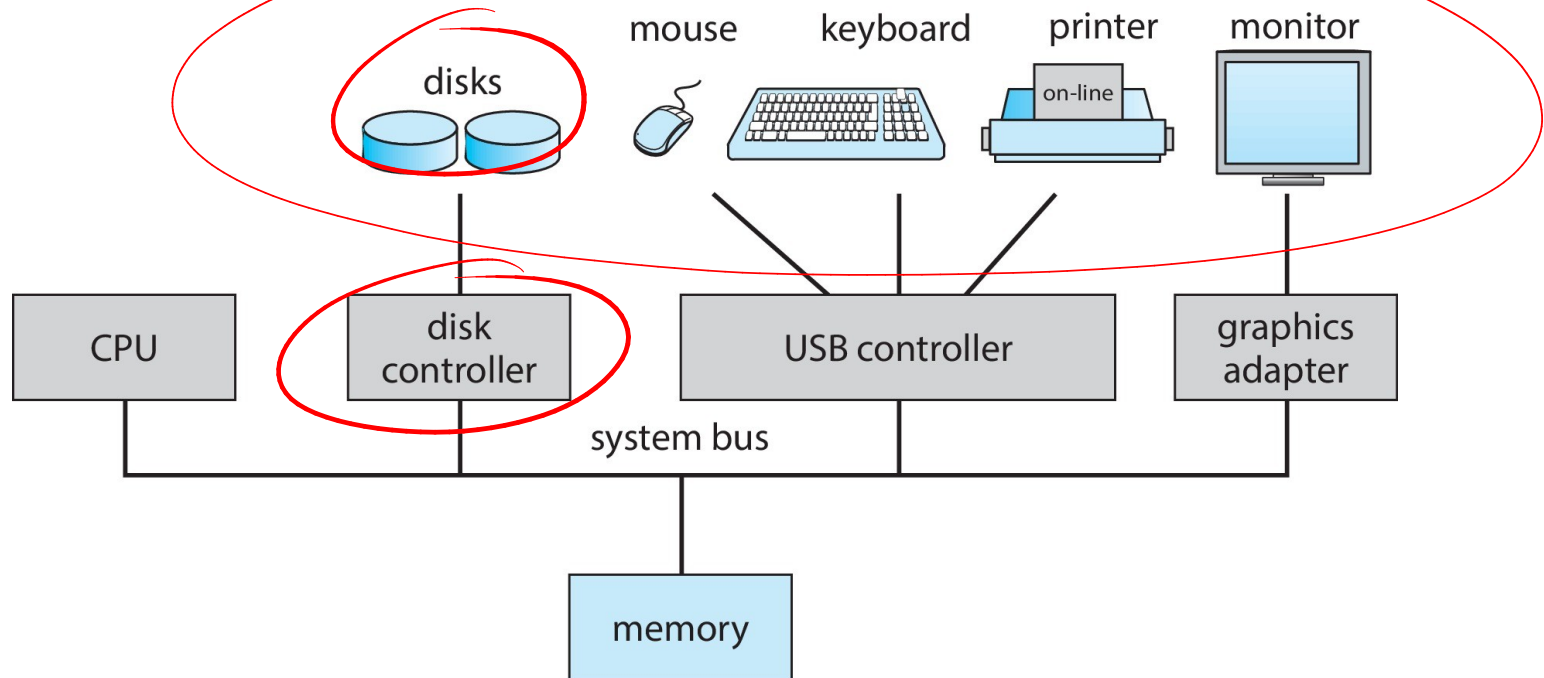 mouse
keyboard
printer
monitor
disks
on-line
CPU
disk
controller
USB controller
graphics
adapter
system bus
memory